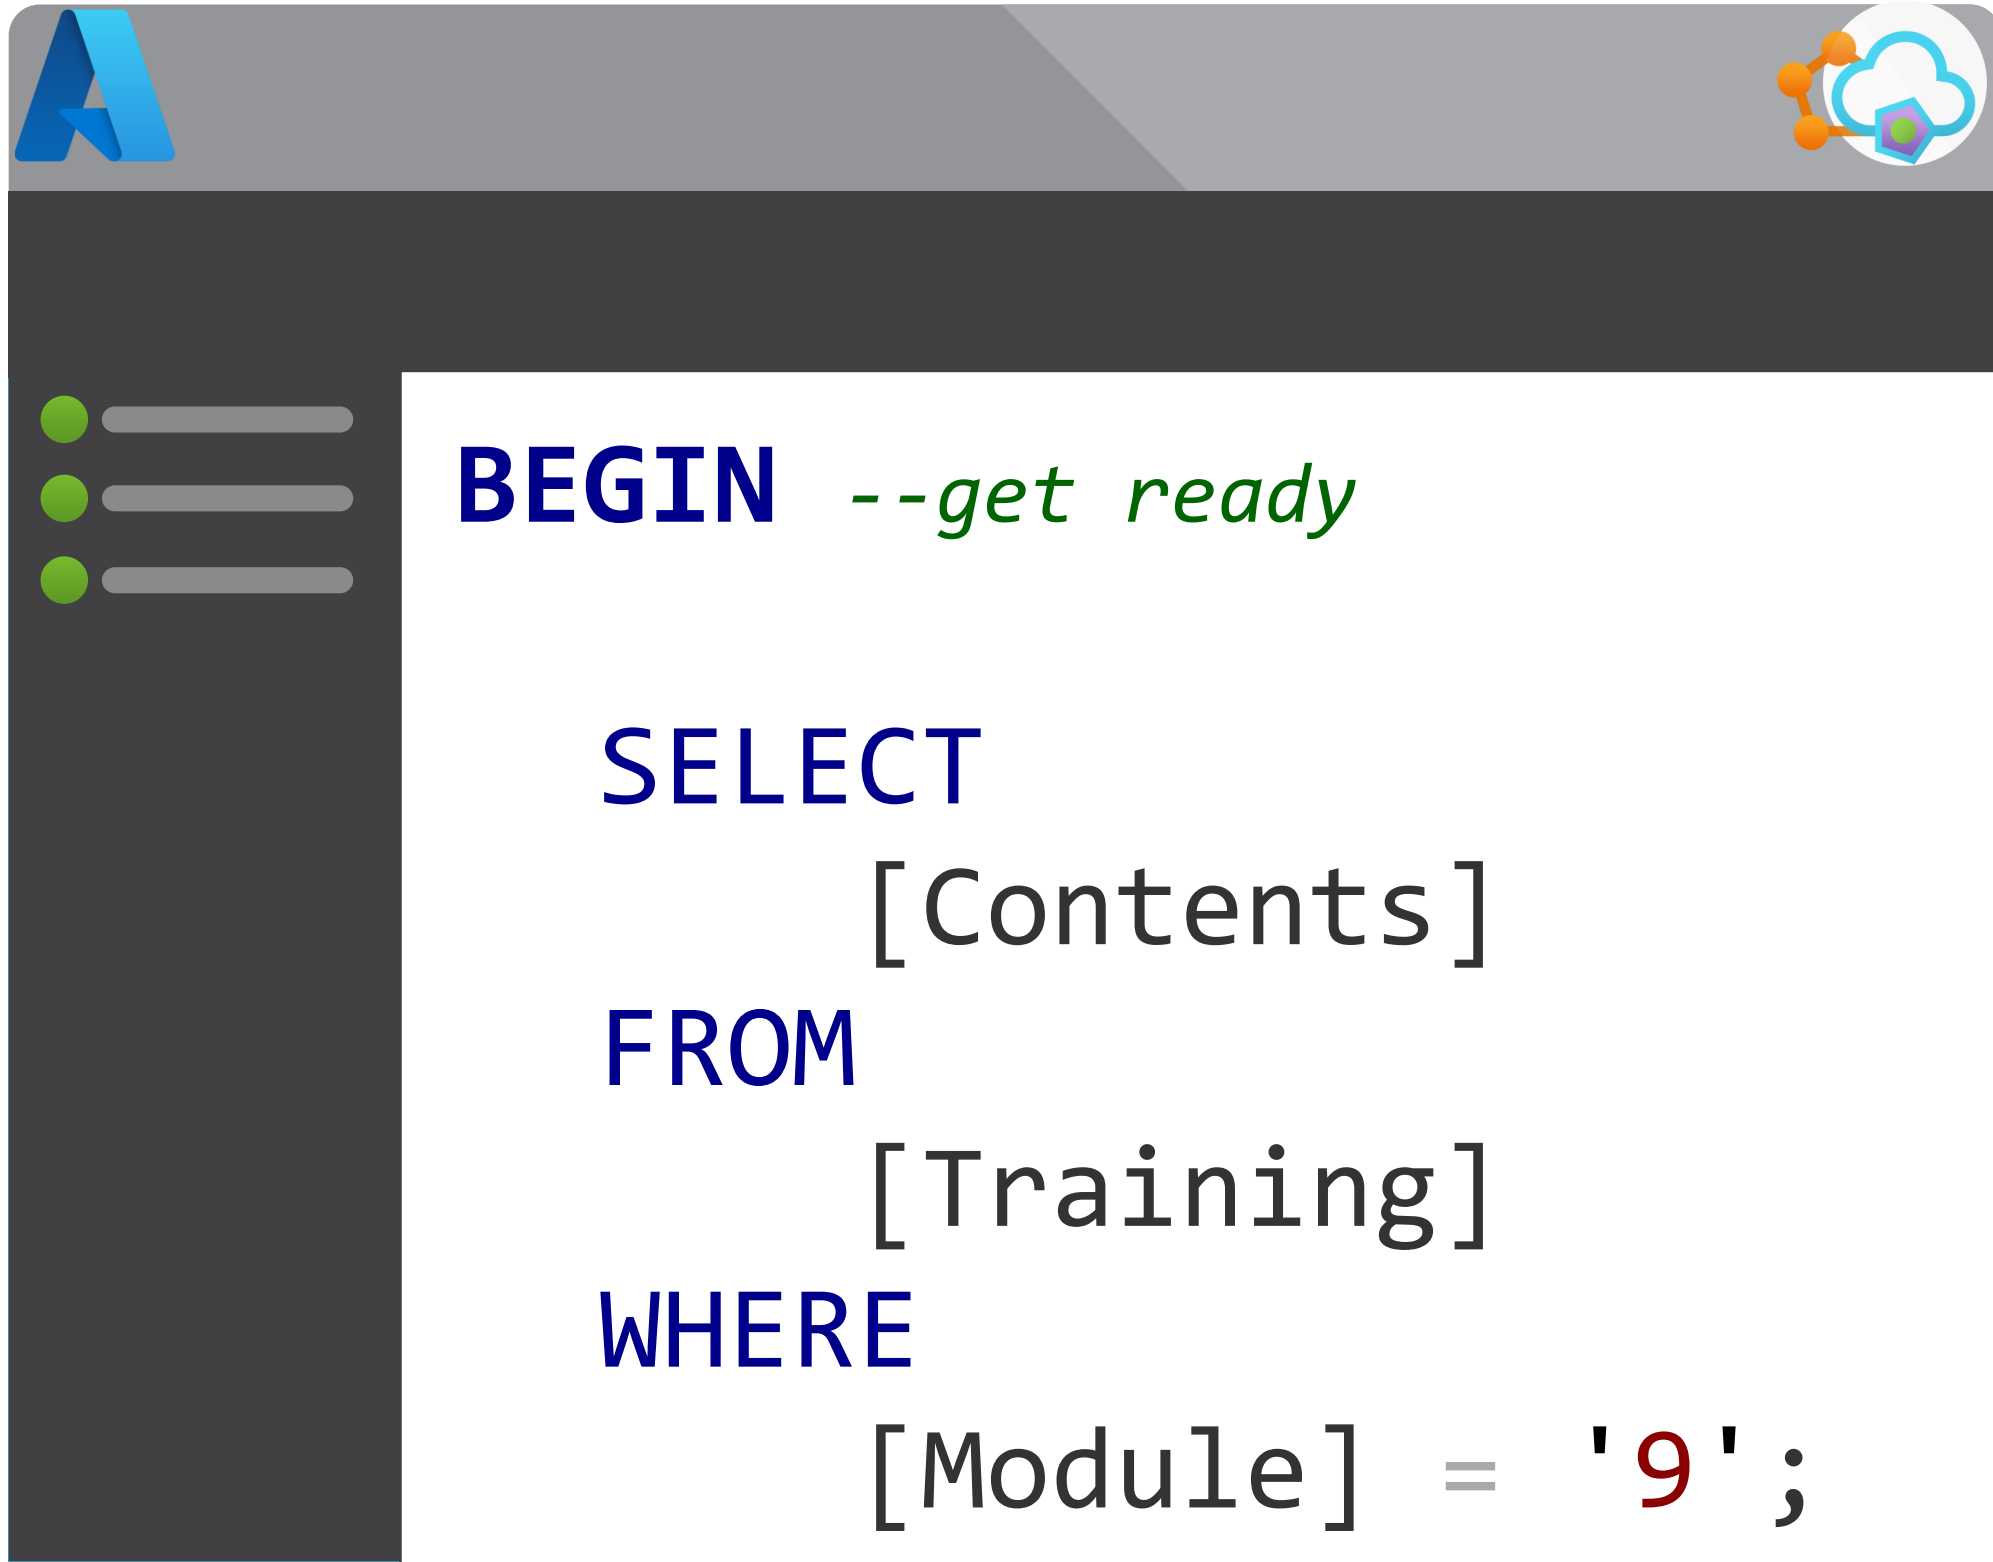 BEGIN --get ready
SELECT
[Contents]
FROM
[Training]
WHERE
[Module] = '9';